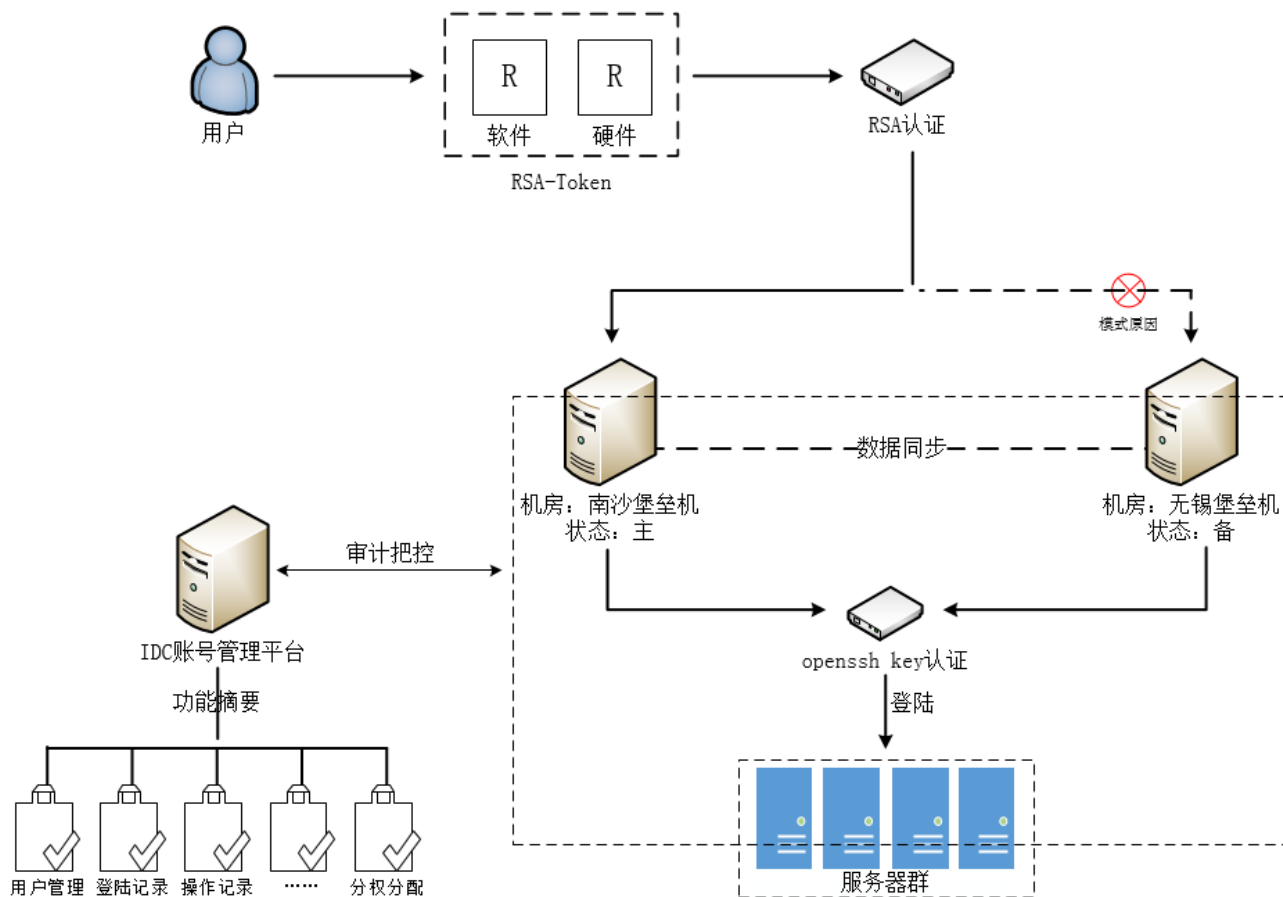 R
R
软件
硬件
用户
RSA-Token
RSA认证
模式原因
数据同步
机房：南沙堡垒机
状态：主
机房：无锡堡垒机
状态：备
审计把控
IDC账号管理平台
openssh key认证
功能摘要
登陆
用户管理
登陆记录
操作记录
……
分权分配
服务器群